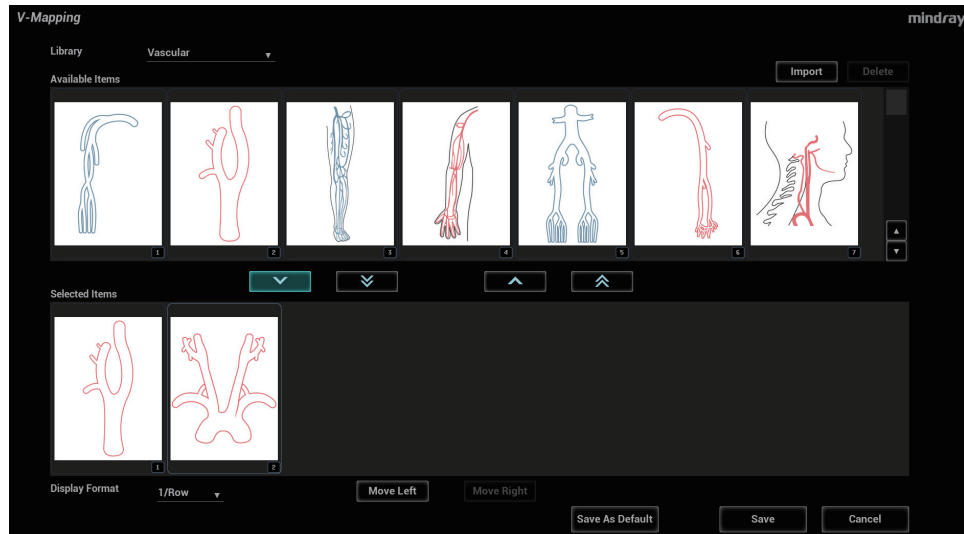 V-Mapping
mindray
Library
Vascular
Available Items
Import
Delete
1
2
3
4
5
6
7
Selected Items
1
2
Display Format
1/Row
Move Left
Move Right
Save As Default
Save
Cancel